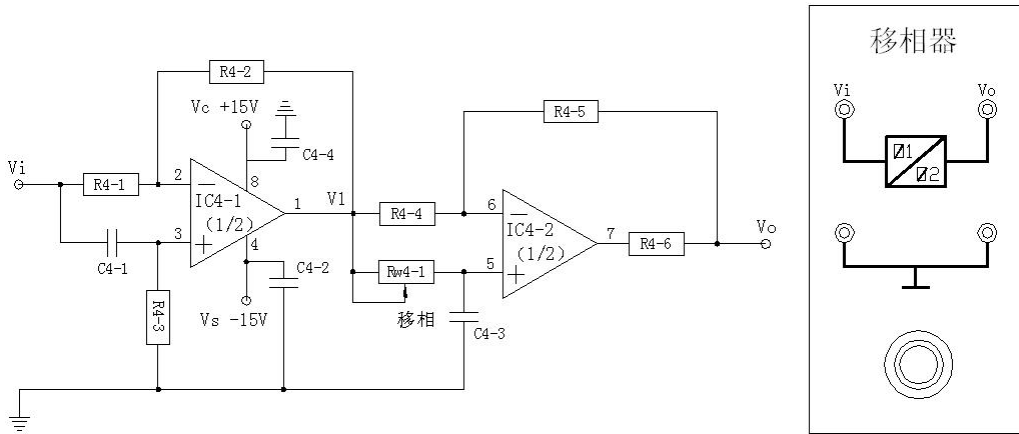 R4-2
Vc +15V
C4-4
Vi
R4-1
2
8
IC4-1
(1/2)
1
V1
3
4
C4-1
R4-3
C4-2
Vs -15V
R4-5
R4-4
6
IC4-2
(1/2)
7
R4-6
Vo
Rw4-1
5
移相
C4-3
移相器
Vi
Vo
Ø1
Ø2